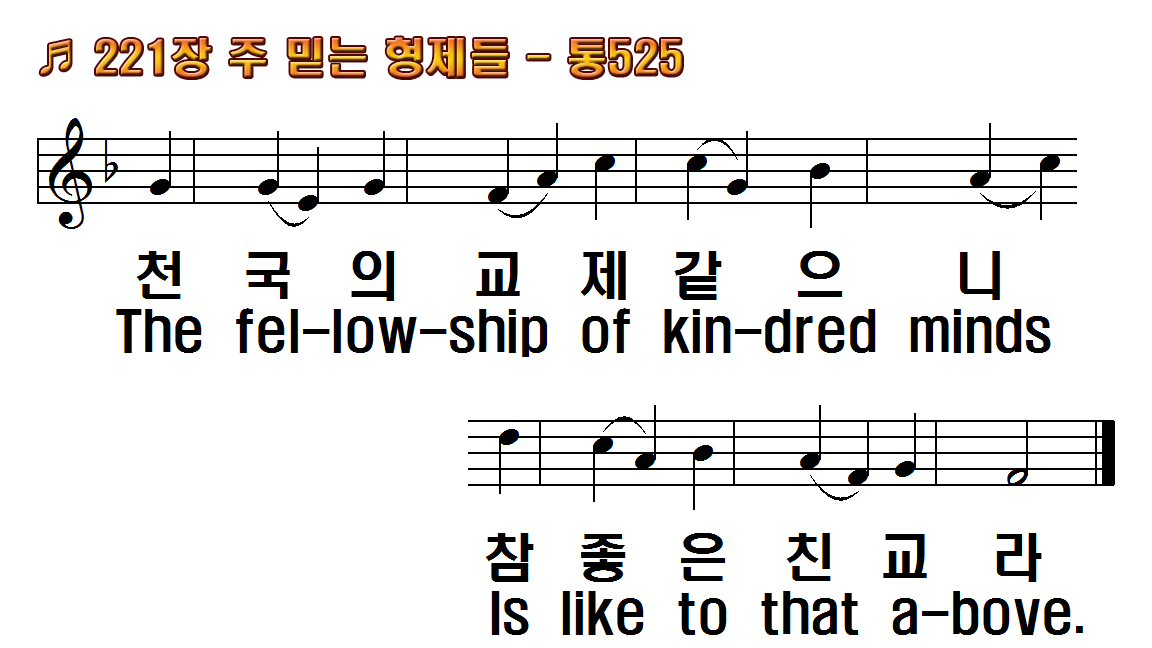 ♬ 221장 주 믿는 형제들 - 통525
천 국 의 교 제 같 으 니
The fel-low-ship of kin-dred minds
참 좋 은 친 교 라
Is like to that a-bove.